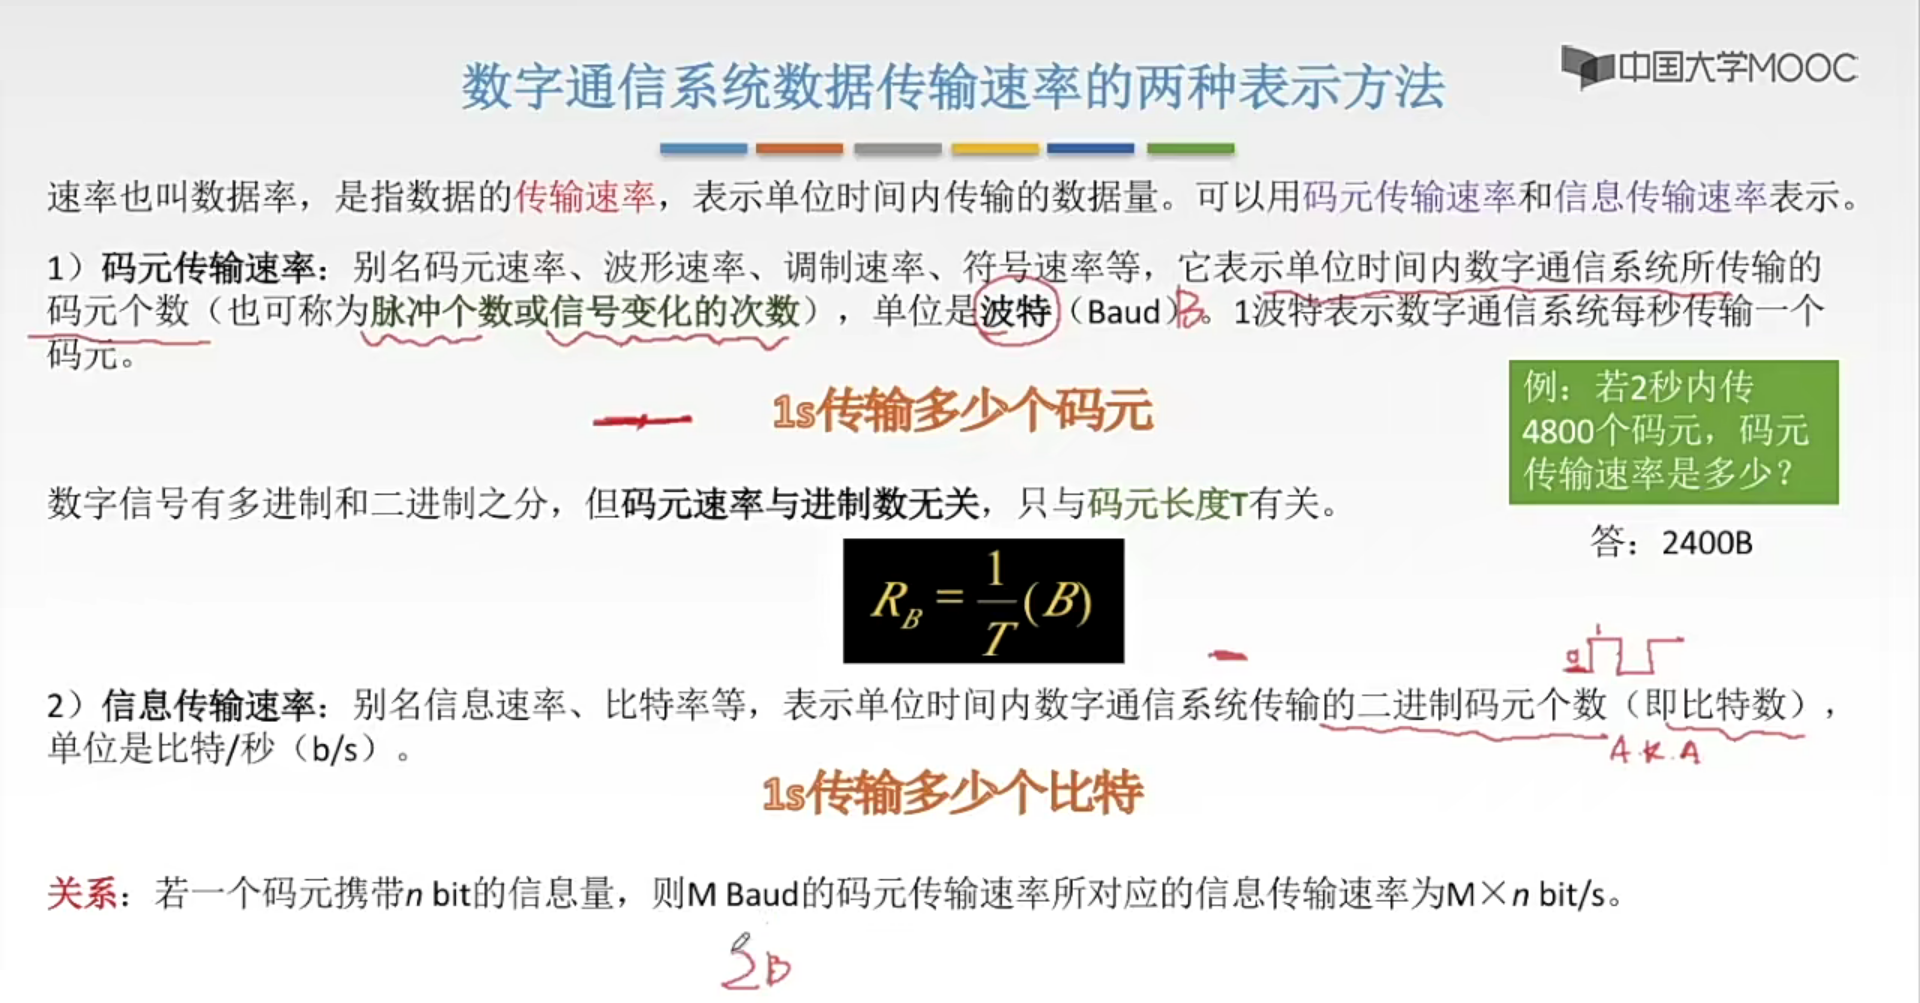 中国大学MOOC
数字通信系统数据传输速率的两种表示方法
速率也叫数据率，是指数据的传输速率，表示单位时间内传输的数据量。可以用码元传输速率和信息传输速率表示。
1）码元传输速率：别名码元速率、波形速率、调制速率、符号速率等，它表示单位时间内数字通信系统所传输的
码元个数（也可称为脉冲个数或信号变化的次数），单位是波特（Baud）B。1波特表示数字通信系统每秒传输一个
码元。
1s传输多少个码元
例：若2秒内传
4800个码元，码元
传输速率是多少？
答：2400B
数字信号有多进制和二进制之分，但码元速率与进制数无关，只与码元长度T有关。
R_B = 1/T (B)
2）信息传输速率：别名信息速率、比特率等，表示单位时间内数字通信系统传输的二进制码元个数（即比特数），
单位是比特/秒（b/s）。
A.K.A
1s传输多少个比特
关系：若一个码元携带n bit的信息量，则M Baud的码元传输速率所对应的信息传输速率为M×n bit/s。